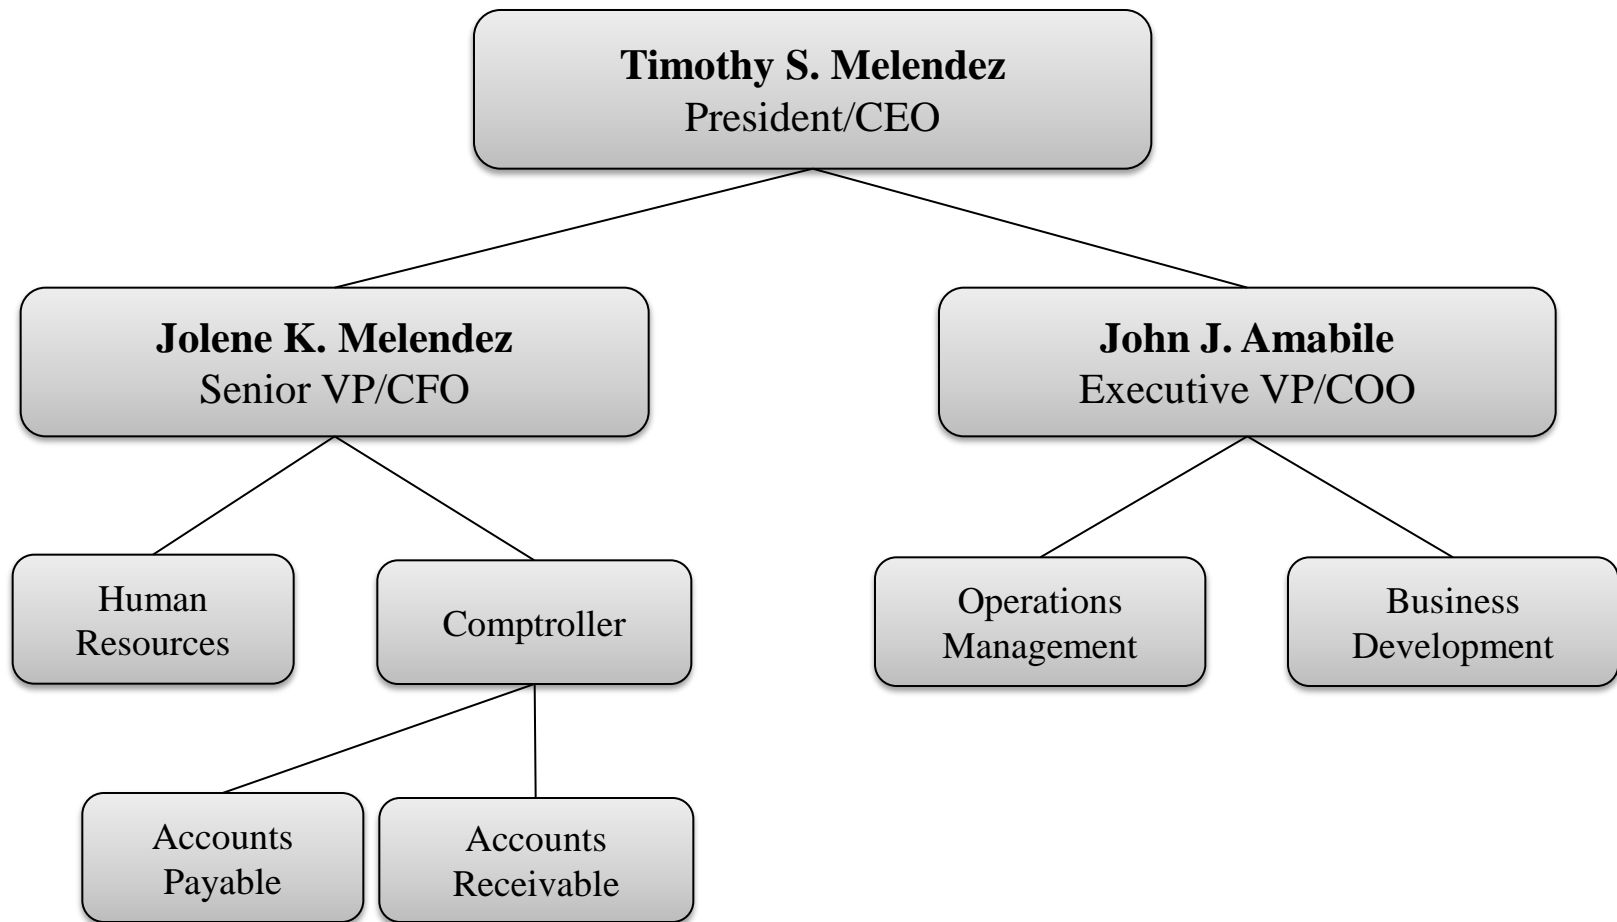 Timothy S. Melendez
President/CEO
Jolene K. Melendez
Senior VP/CFO
John J. Amabile
Executive VP/COO
Human
Resources
Comptroller
Operations
Management
Business
Development
Accounts
Payable
Accounts
Receivable